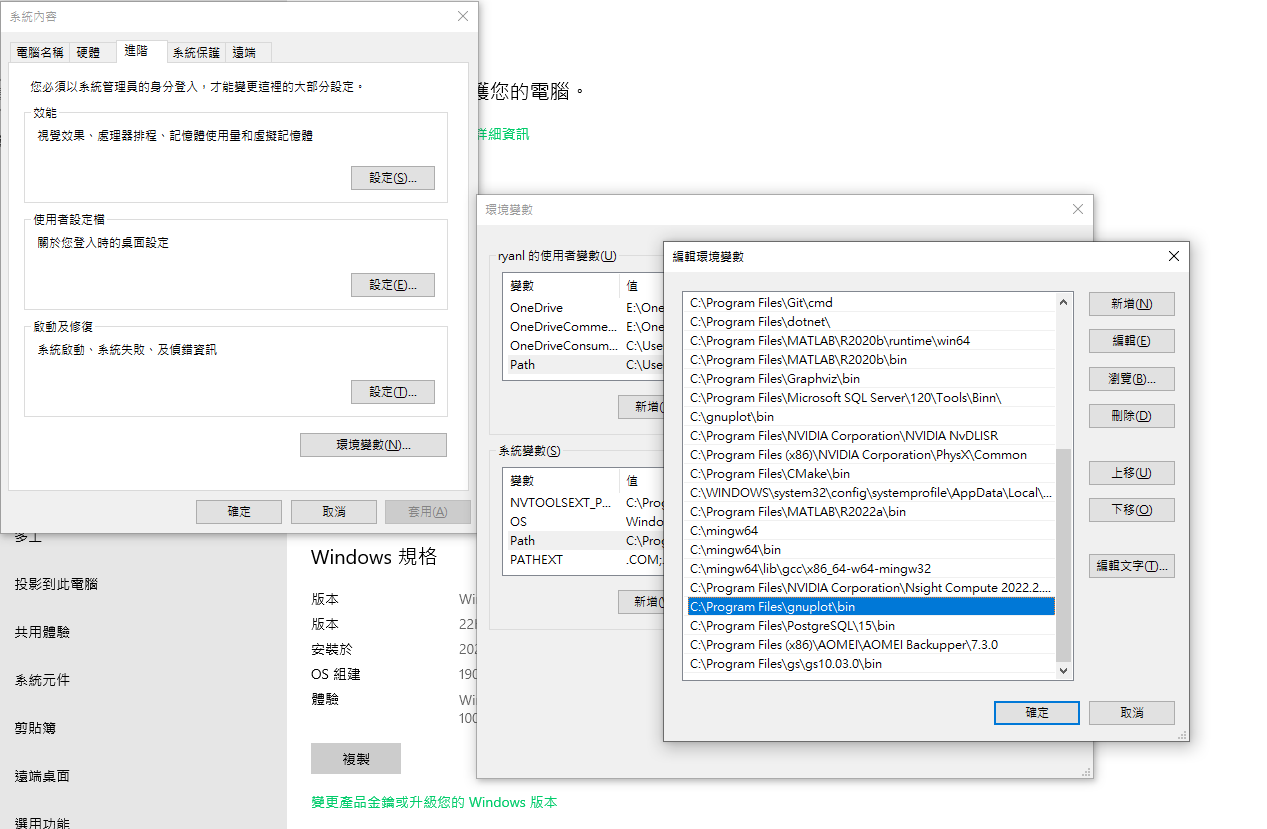 系統內容
電腦名稱 硬體 進階 系統保護 遠端
您必須以系統管理員的身分登入，才能變更這裡的大部分設定。
效能
視覺效果、處理器排程、記憶體使用量和虛擬記憶體
設定(S)...
使用者設定檔
關於您登入時的桌面設定
設定(E)...
啟動及修復
系統啟動、系統失敗、及偵錯資訊
設定(T)...
環境變數(N)...
確定 取消 套用(A)
護您的電腦。
詳細資訊
多工
投影到此電腦
共用體驗
系統元件
剪貼簿
遠端桌面
選用功能
Windows 規格
版本 Wi
版本 22
安裝於 202
OS 組建 190
體驗 Wi
100
複製
變更產品金鑰或升級您的 Windows 版本
環境變數
ryanl 的使用者變數(U)
變數 值
OneDrive E:\One
OneDriveComme... E:\One
OneDriveConsum... C:\Use
Path C:\Use
新增(
系統變數(S)
變數 值
NVTOOLSEXT_P... C:\Prog
OS Windo
Path C:\Prog
PATHEXT .COM;
新增(
編輯環境變數
C:\Program Files\Git\cmd
C:\Program Files\dotnet\
C:\Program Files\MATLAB\R2020b\runtime\win64
C:\Program Files\MATLAB\R2020b\bin
C:\Program Files\Graphviz\bin
C:\Program Files\Microsoft SQL Server\120\Tools\Binn\
C:\gnuplot\bin
C:\Program Files\NVIDIA Corporation\NVIDIA NvDLISR
C:\Program Files (x86)\NVIDIA Corporation\PhysX\Common
C:\Program Files\CMake\bin
C:\WINDOWS\system32\config\systemprofile\AppData\Local\...
C:\Program Files\MATLAB\R2022a\bin
C:\mingw64
C:\mingw64\bin
C:\mingw64\lib\gcc\x86_64-w64-mingw32
C:\Program Files\NVIDIA Corporation\Nsight Compute 2022.2....
C:\Program Files\gnuplot\bin
C:\Program Files\PostgreSQL\15\bin
C:\Program Files (x86)\AOMEI\AOMEI Backupper\7.3.0
C:\Program Files\gs\gs10.03.0\bin
新增(N)
編輯(E)
瀏覽(B)...
刪除(D)
上移(U)
下移(O)
編輯文字(T)...
確定 取消